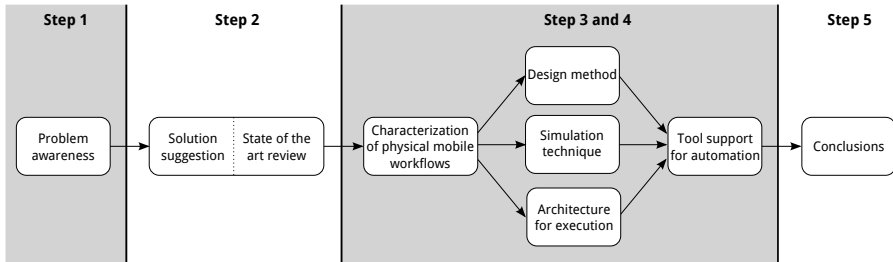 Step 1
Step 2
Step 3 and 4
Step 5
Problem
awareness
Solution
suggestion
State of the
art review
Characterization
of physical mobile
workflows
Design method
Simulation
technique
Architecture
for execution
Tool support
for automation
Conclusions